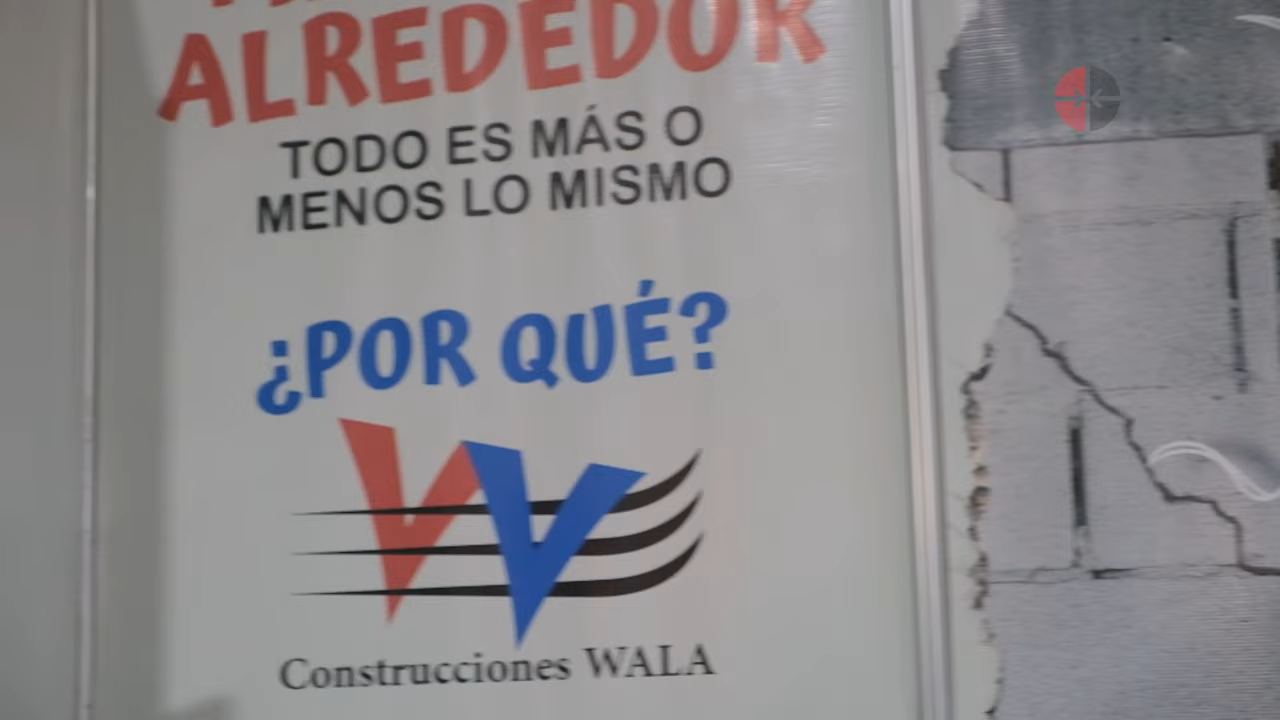 ALREDEDOR
TODO ES MÁS O
MENOS LO MISMO
¿POR QUÉ?
Construcciones WALA